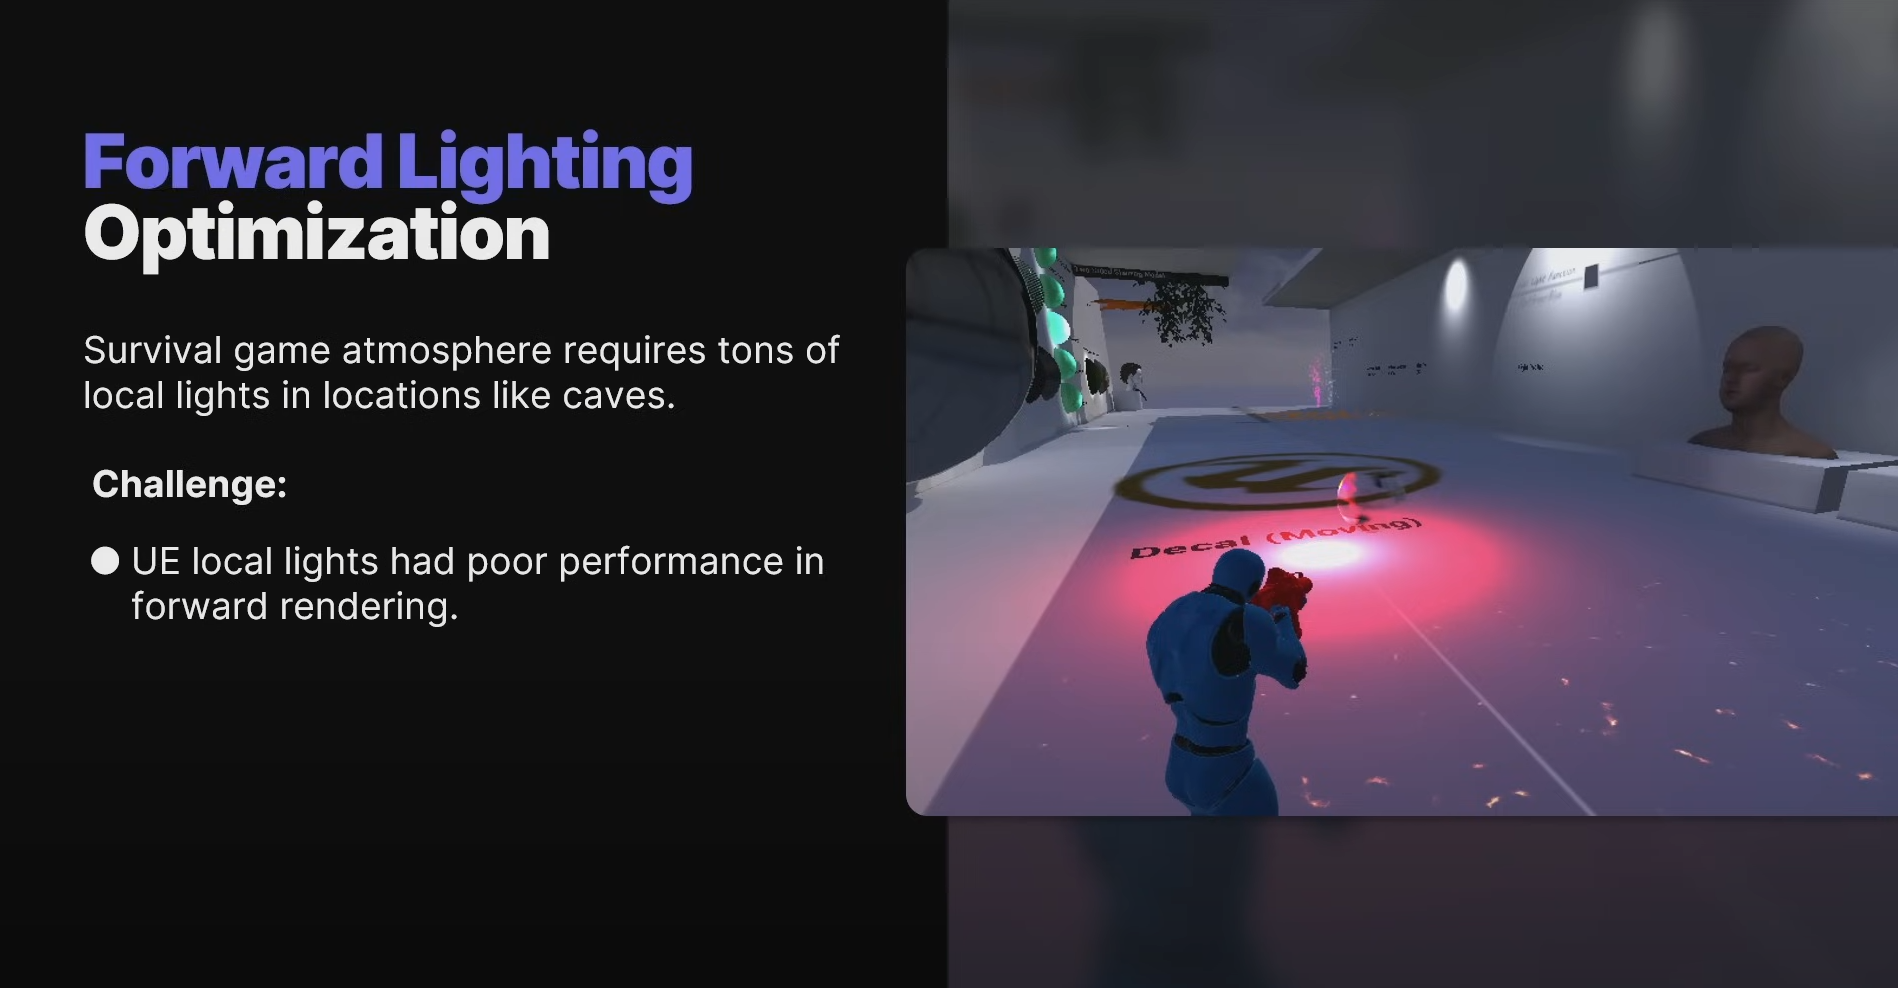 Forward Lighting
Optimization
Survival game atmosphere requires tons of
local lights in locations like caves.
Challenge:
UE local lights had poor performance in
forward rendering.
Decal (Moving)